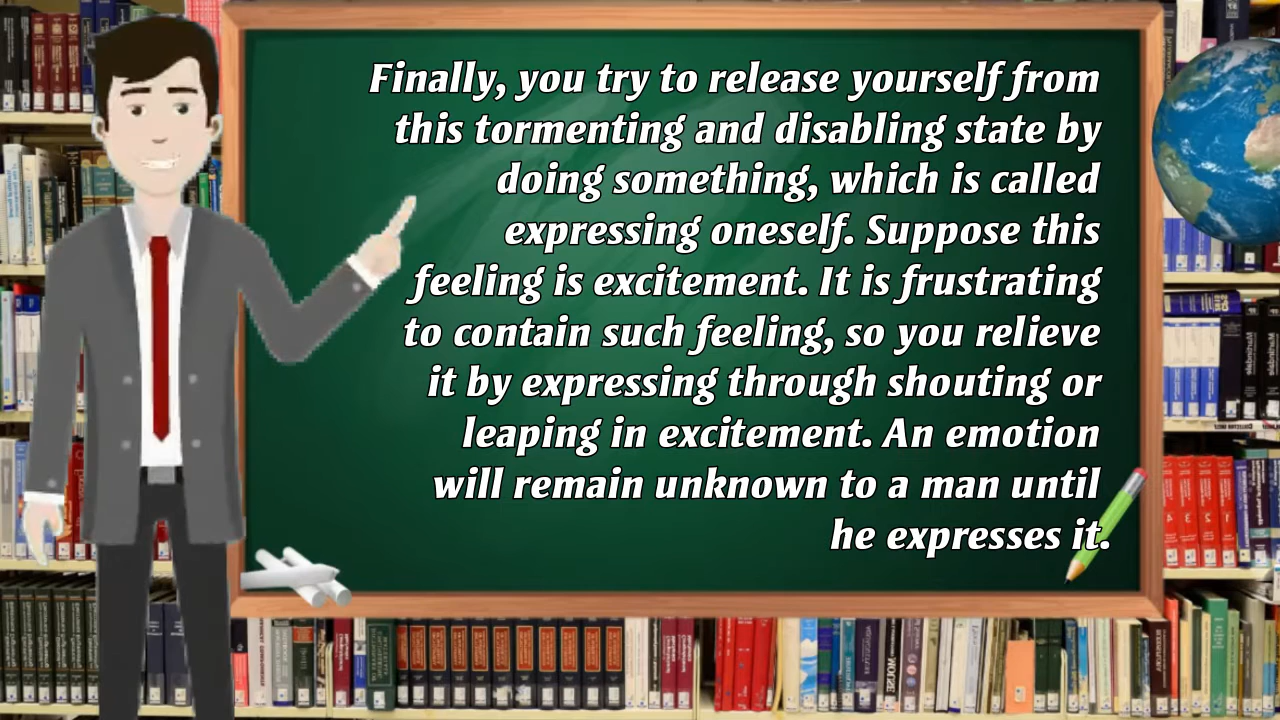 Finally, you try to release yourself from
this tormenting and disabling state by
doing something, which is called
expressing oneself. Suppose this
feeling is excitement. It is frustrating
to contain such feeling, so you relieve
it by expressing through shouting or
leaping in excitement. An emotion
will remain unknown to a man until
he expresses it.